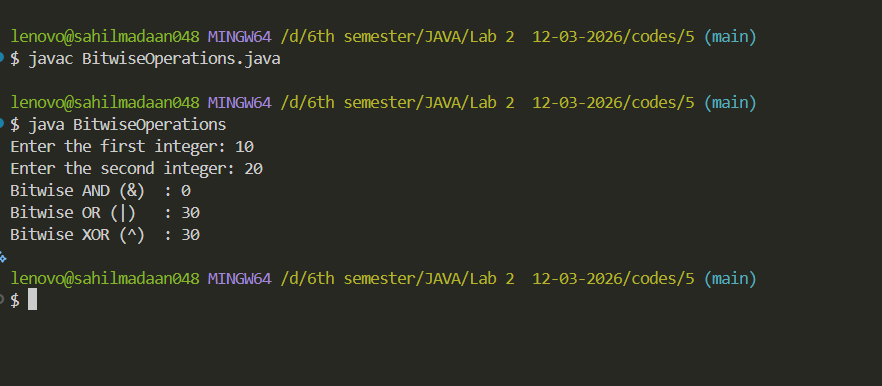 lenovo@sahilmadaan048 MINGW64 /d/6th semester/JAVA/Lab 2  12-03-2026/codes/5 (main)
$ javac BitwiseOperations.java
lenovo@sahilmadaan048 MINGW64 /d/6th semester/JAVA/Lab 2  12-03-2026/codes/5 (main)
$ java BitwiseOperations
Enter the first integer: 10
Enter the second integer: 20
Bitwise AND (&)  : 0
Bitwise OR (|)   : 30
Bitwise XOR (^)  : 30
lenovo@sahilmadaan048 MINGW64 /d/6th semester/JAVA/Lab 2  12-03-2026/codes/5 (main)
$